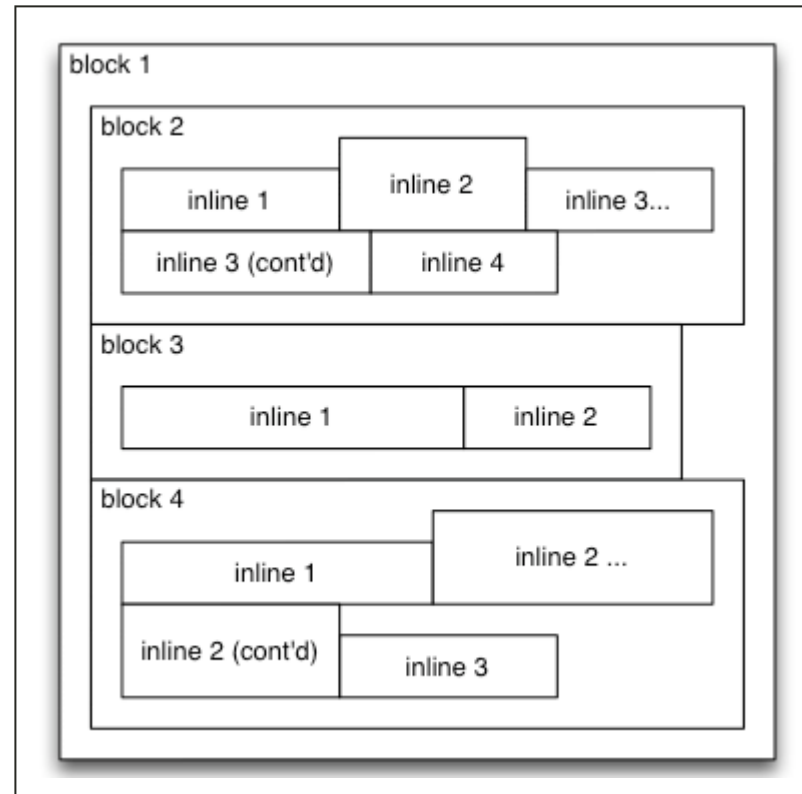 block 1
block 2
inline 1
inline 2
inline 3...
inline 3 (cont'd)
inline 4
block 3
inline 1
inline 2
block 4
inline 1
inline 2 ...
inline 2 (cont'd)
inline 3